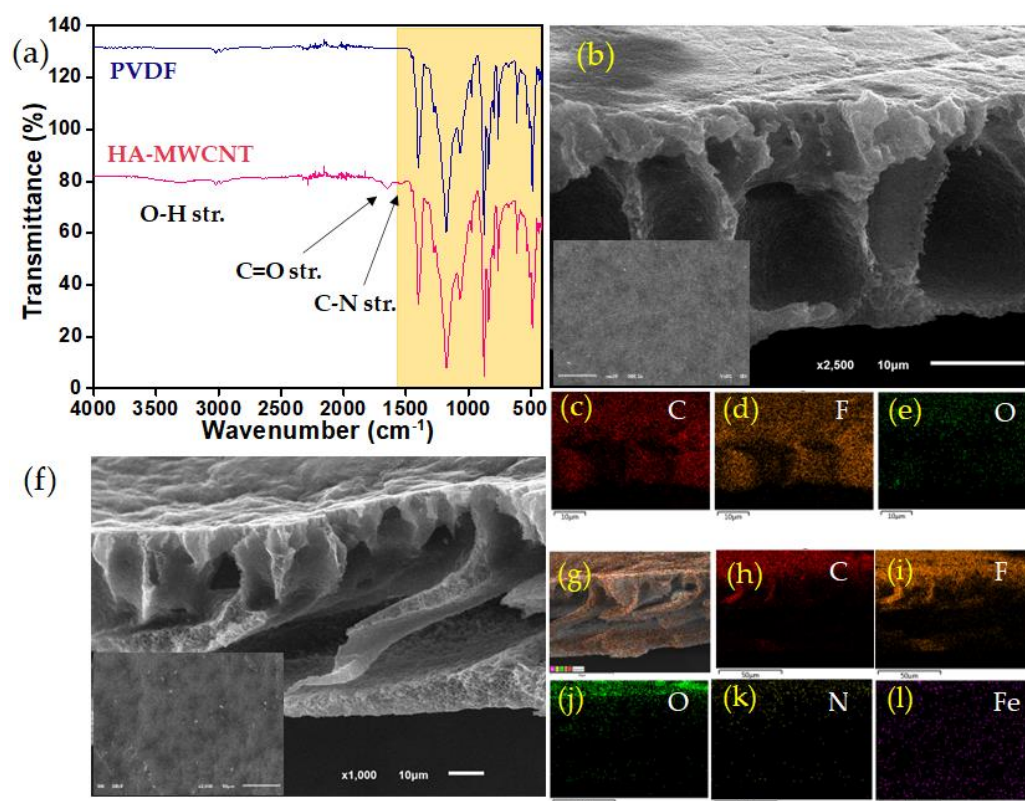 (a)
140
120
100
80
60
40
20
0
Transmittance (%)
PVDF
HA-MWCNT
O-H str.
C=O str.
C-N str.
4000 3500 3000 2500 2000 1500 1000 500
Wavenumber (cm⁻¹)
(b)
x2,500 10µm
(c) C
10µm
(d) F
10µm
(e) O
10µm
(f)
x1,000 10µm
(g)
(h) C
50µm
(i) F
50µm
(j) O
(k) N
(l) Fe